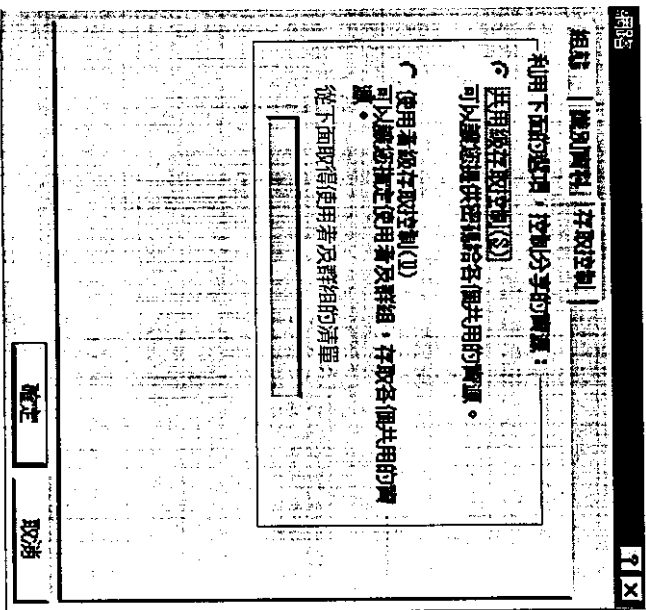 網路
? X
組態 識別資料 存取控制
利用下面的選項,控制分享的資源:
共用級存取控制(S)
可以讓您提供密碼給各個共用的資源。
使用者級存取控制(U)
可以讓您指定使用者及群組,存取各個共用的資
源。
從下面取得使用者及群組的清單:
確定 取消